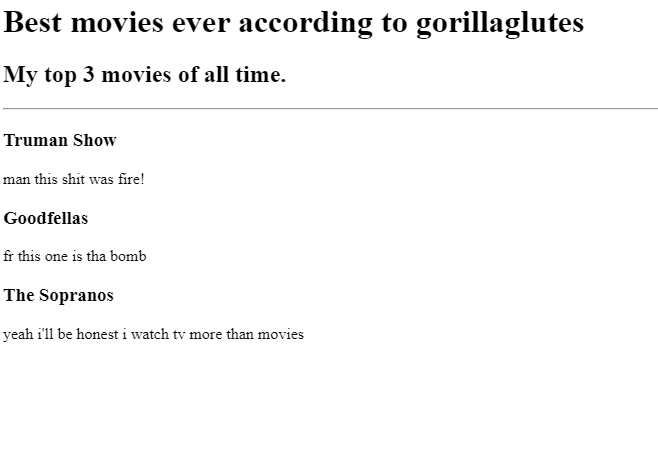 Best movies ever according to gorillaglutes
My top 3 movies of all time.
Truman Show
man this shit was fire!
Goodfellas
fr this one is tha bomb
The Sopranos
yeah i'll be honest i watch tv more than movies